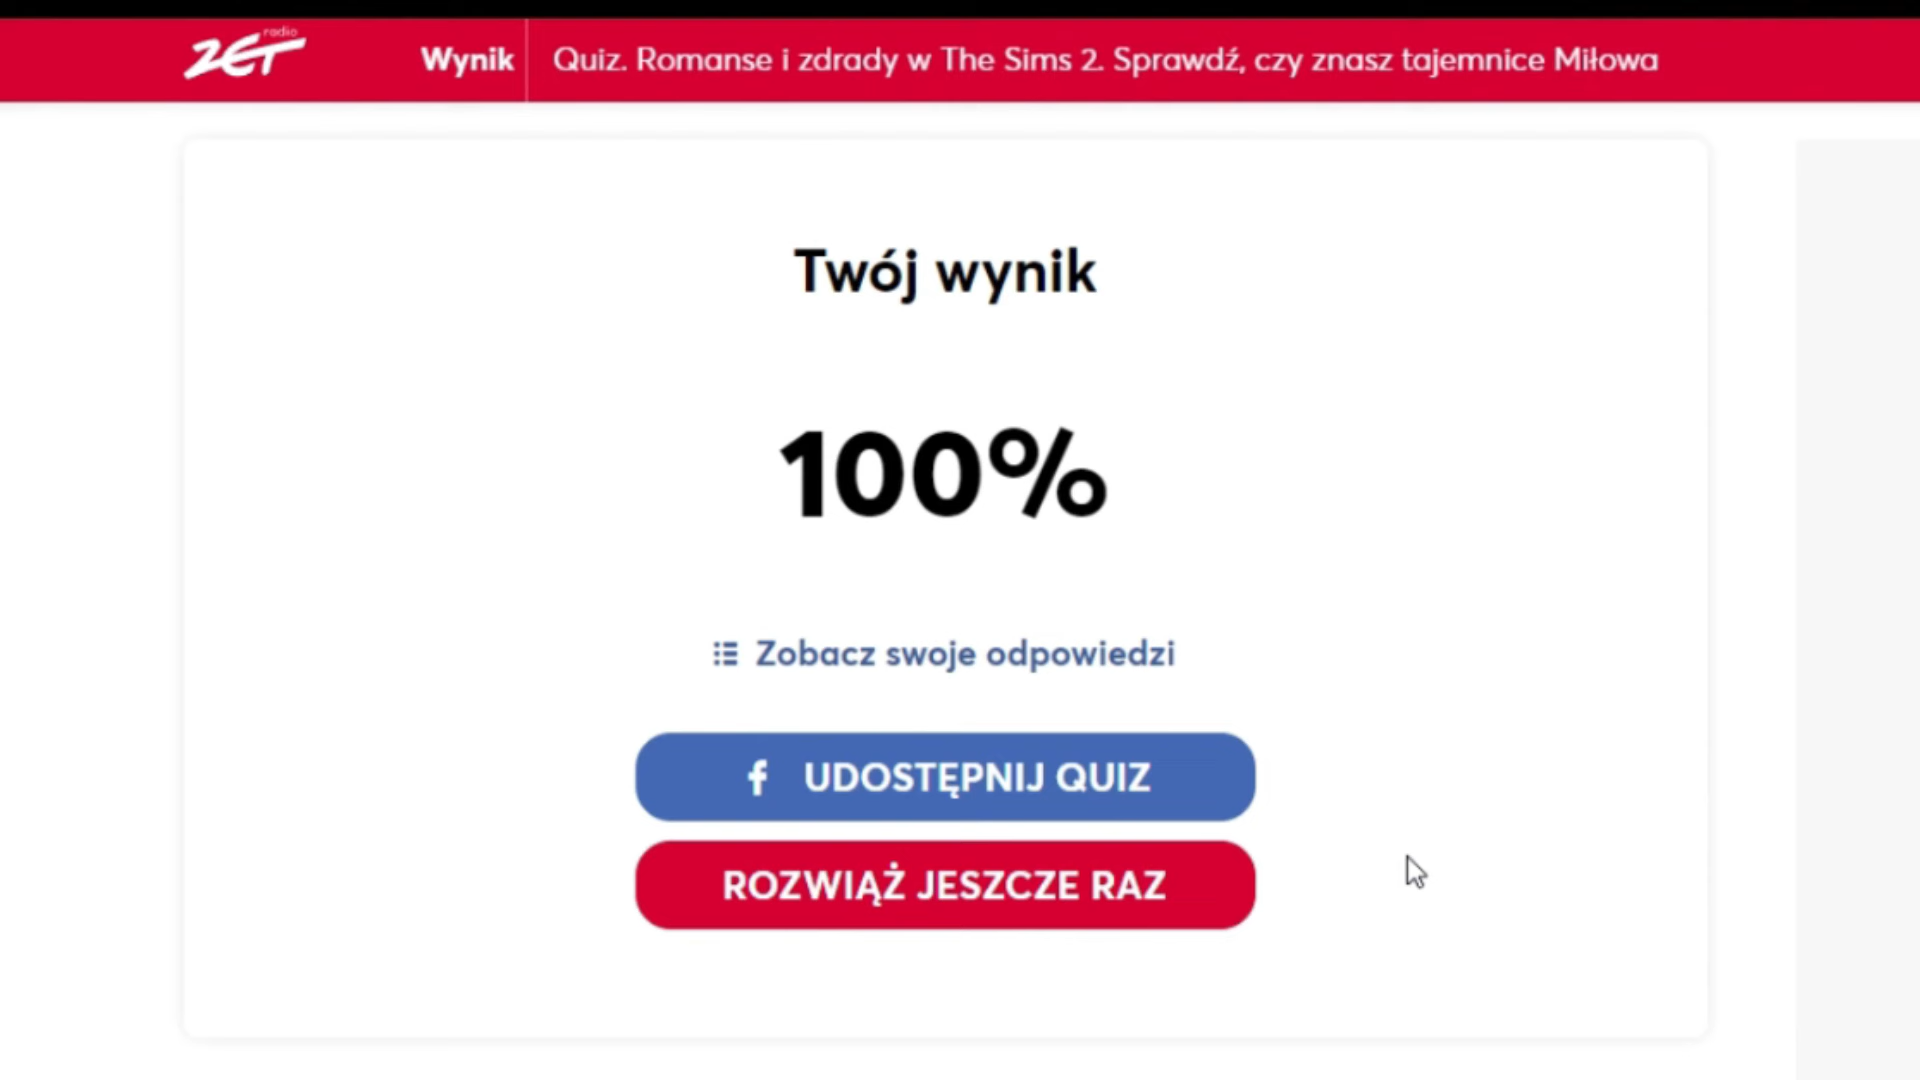 radio
ZET
Wynik
Quiz. Romanse i zdrady w The Sims 2. Sprawdź, czy znasz tajemnice Miłowa
Twój wynik
100%
Zobacz swoje odpowiedzi
UDOSTĘPNIJ QUIZ
ROZWIĄŻ JESZCZE RAZ